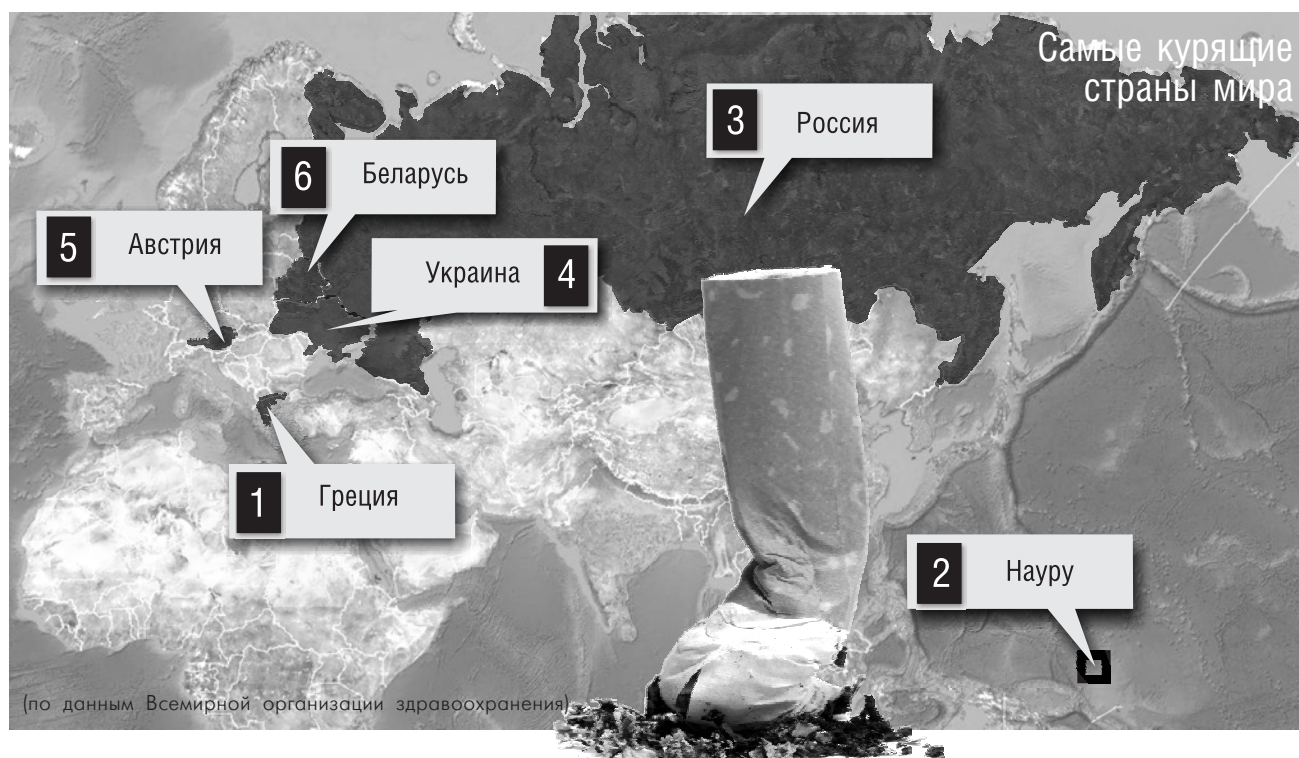 Самые курящие
страны мира
3 Россия
6 Беларусь
5 Австрия
Украина 4
1 Греция
2 Науру
(по данным Всемирной организации здравоохранения)